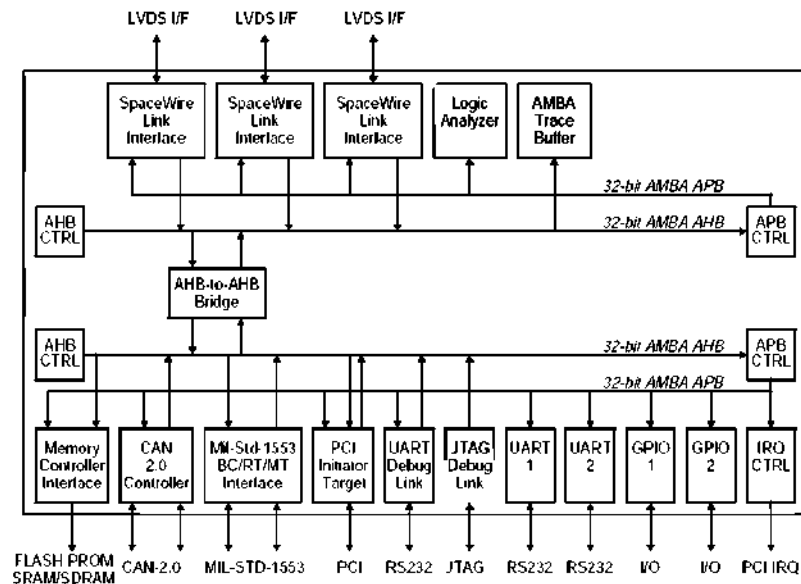 LVDS I/F LVDS I/F LVDS I/F
SpaceWire Link Interface
SpaceWire Link Interface
SpaceWire Link Interface
Logic Analyzer
AMBA Trace Buffer
32-bit AMBA APB
AHB CTRL
32-bit AMBA AHB
APB CTRL
AHB-to-AHB Bridge
AHB CTRL
32-bit AMBA AHB
APB CTRL
32-bit AMBA APB
Memory Controller Interface
CAN 2.0 Controller
Mil-Std-1553 BC/RT/MT Interface
PCI Initiator Target
UART Debug Link
JTAG Debug Link
UART 1
UART 2
GPIO 1
GPIO 2
IRQ CTRL
FLASH PROM SRAM/SDRAM
CAN-2.0
MIL-STD-1553
PCI
RS232
JTAG
RS232
RS232
I/O
I/O
PCI IRQ